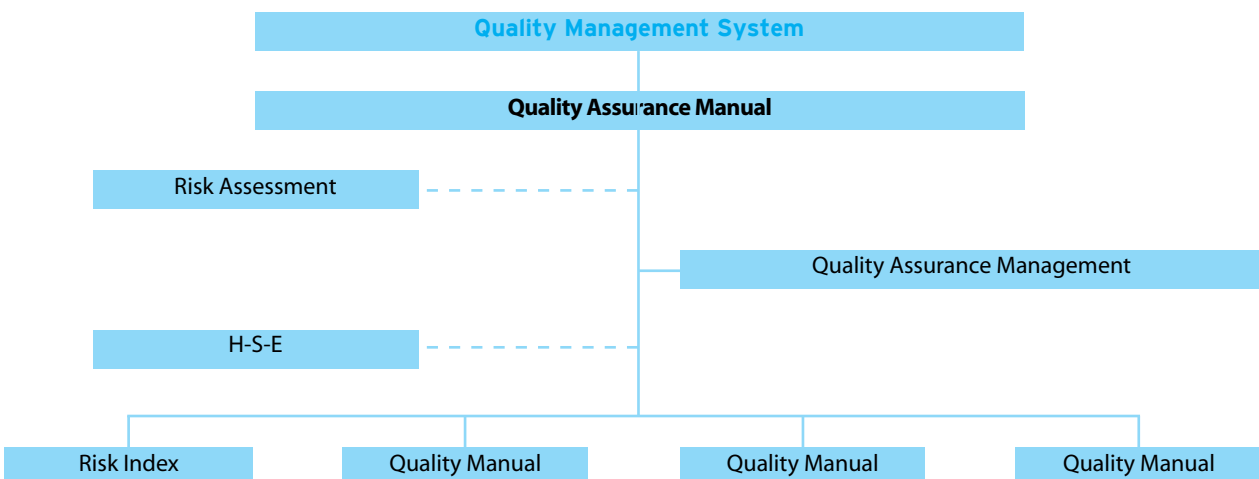 Quality Management System
Quality Assurance Manual
Risk Assessment
Quality Assurance Management
H-S-E
Risk Index
Quality Manual
Quality Manual
Quality Manual